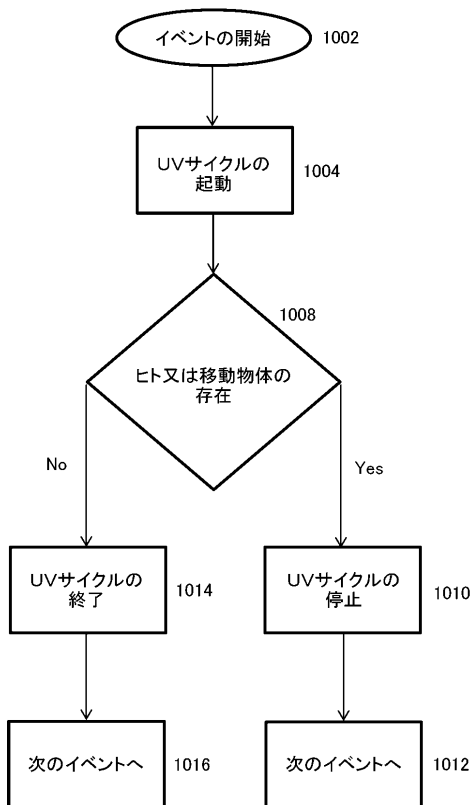 イベントの開始
1002
UVサイクルの
起動
1004
1008
ヒト又は移動物体の
存在
No
Yes
UVサイクルの
終了
1014
UVサイクルの
停止
1010
次のイベントへ
1016
次のイベントへ
1012